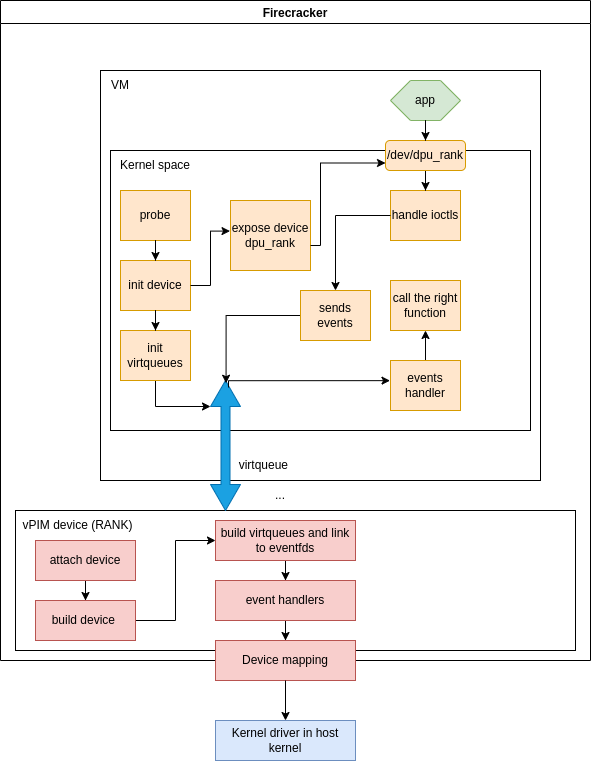 Firecracker
VM
app
Kernel space
/dev/dpu_rank
probe
expose device
dpu_rank
handle ioctls
init device
sends
events
call the right
function
init
virtqueues
events
handler
virtqueue
...
vPIM device (RANK)
attach device
build virtqueues and link
to eventfds
build device
event handlers
Device mapping
Kernel driver in host
kernel